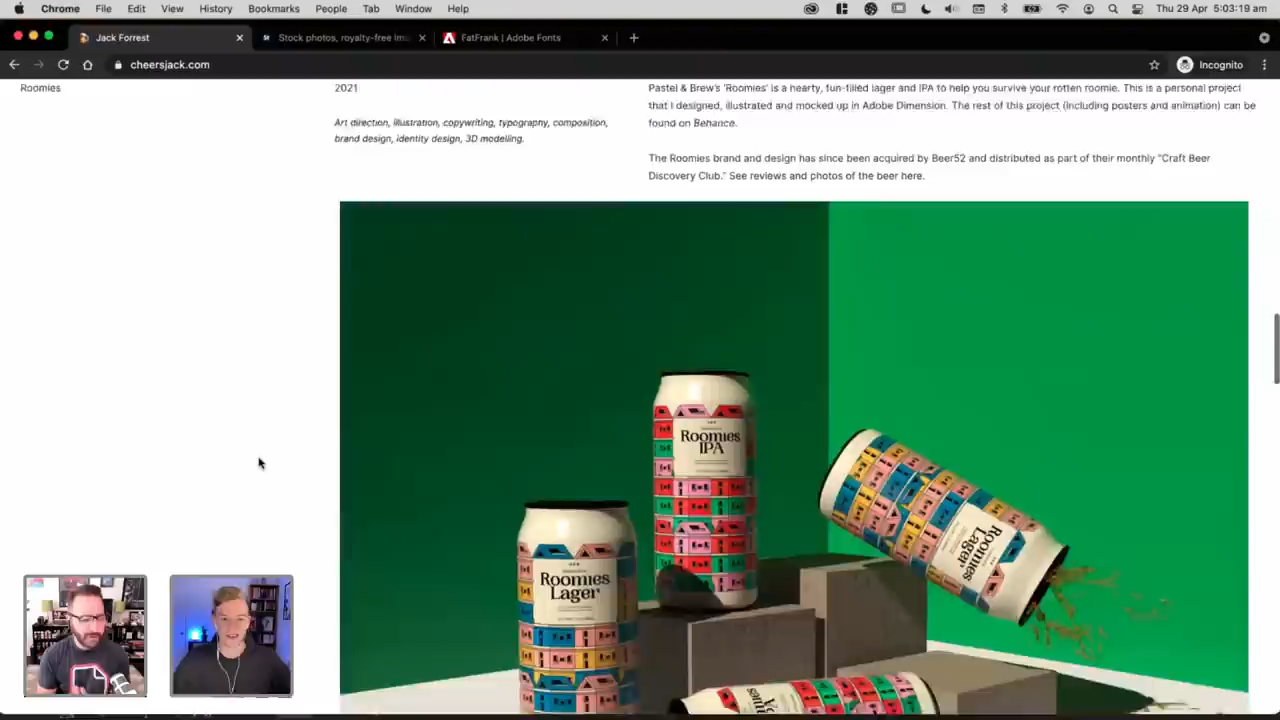 Chrome File Edit View History Bookmarks People Tab Window Help Thu 29 Apr 5:03:19 am
Jack Forrest Stock photos, royalty-free Im FatFrank | Adobe Fonts
cheersjack.com Incognito
Roomies
2021
Art direction, illustration, copywriting, typography, composition,
brand design, identity design, 3D modelling.
Pastel & Brew's 'Roomies' is a hearty, fun-filled lager and IPA to help you survive your rotten roomie. This is a personal project
that I designed, illustrated and mocked up in Adobe Dimension. The rest of this project (including posters and animation) can be
found on Behance.
The Roomies brand and design has since been acquired by Beer52 and distributed as part of their monthly "Craft Beer
Discovery Club." See reviews and photos of the beer here.
Roomies
IPA
Roomies
Lager
Roomies
Lager
Roomies